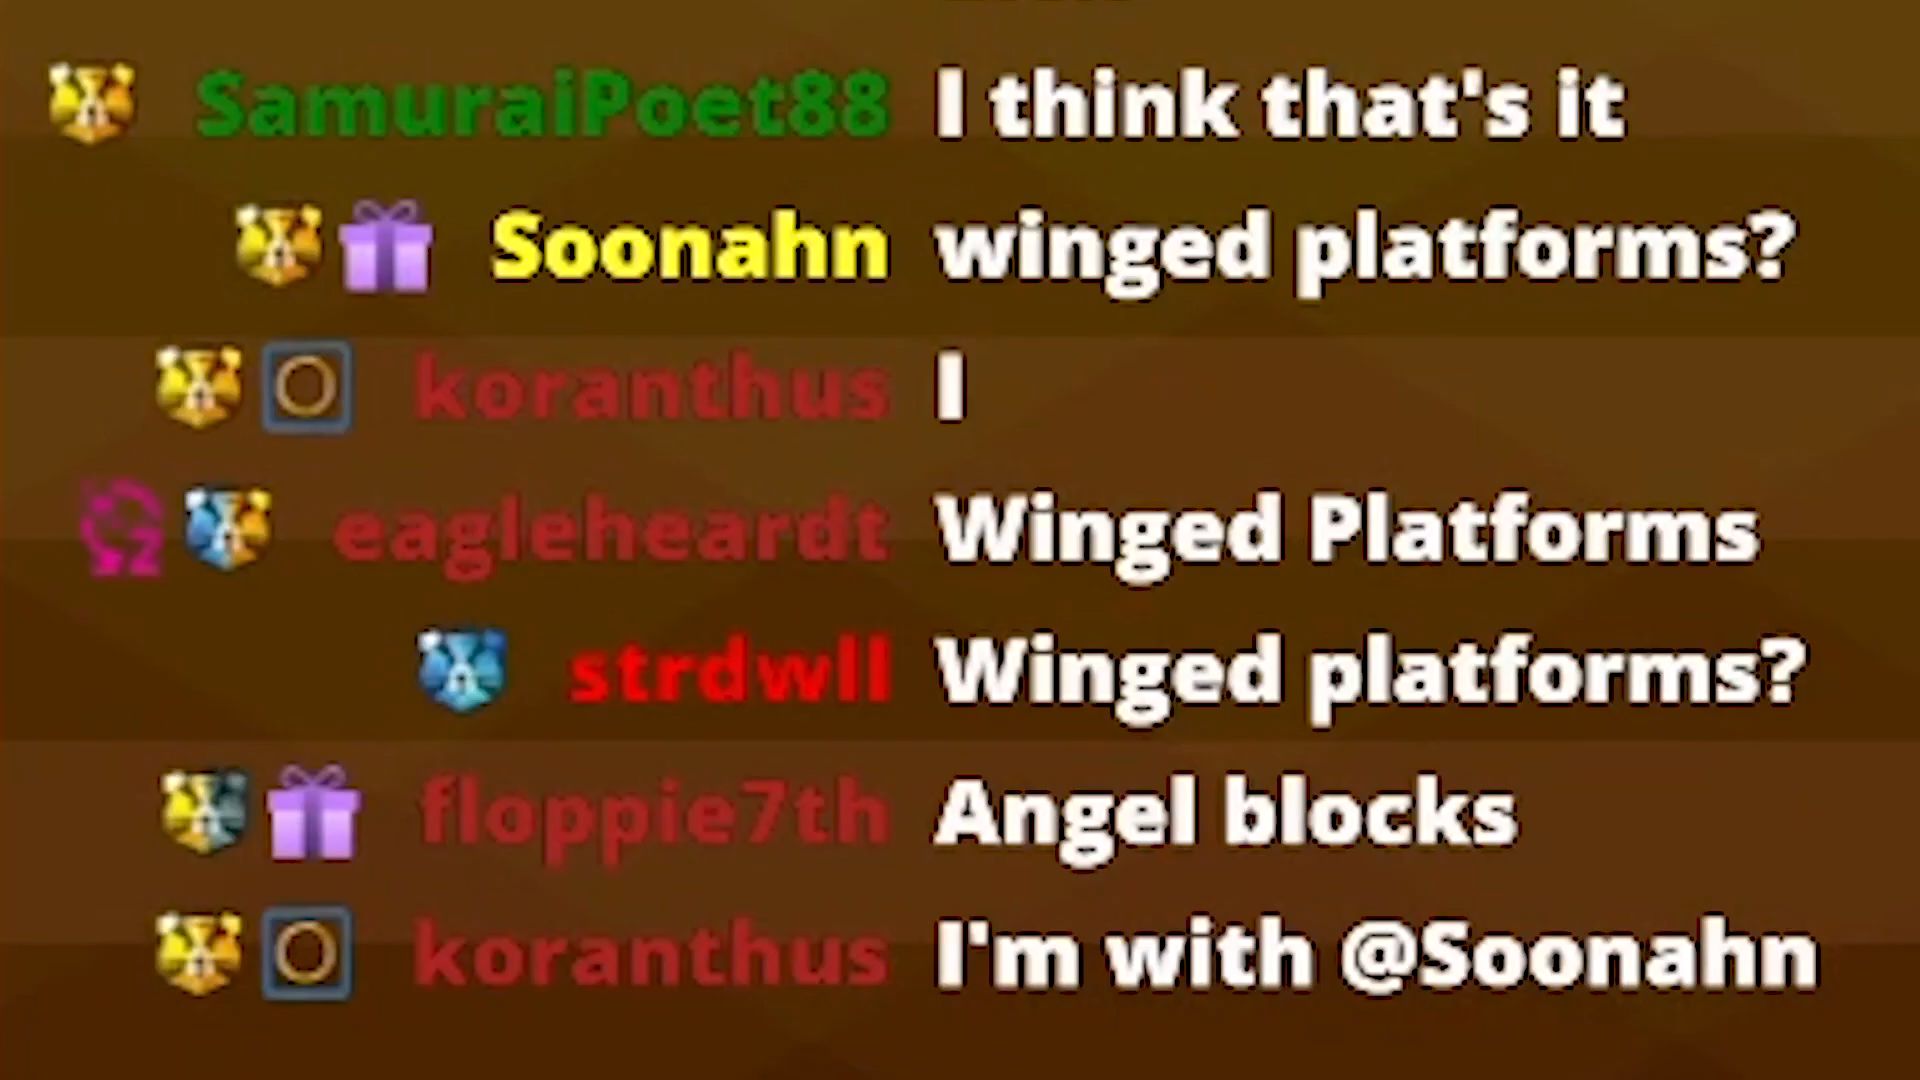 SamuraiPoet88 I think that's it
Soonahn winged platforms?
koranthus I
eagleheardt Winged Platforms
strdwll Winged platforms?
floppie7th Angel blocks
koranthus I'm with @Soonahn